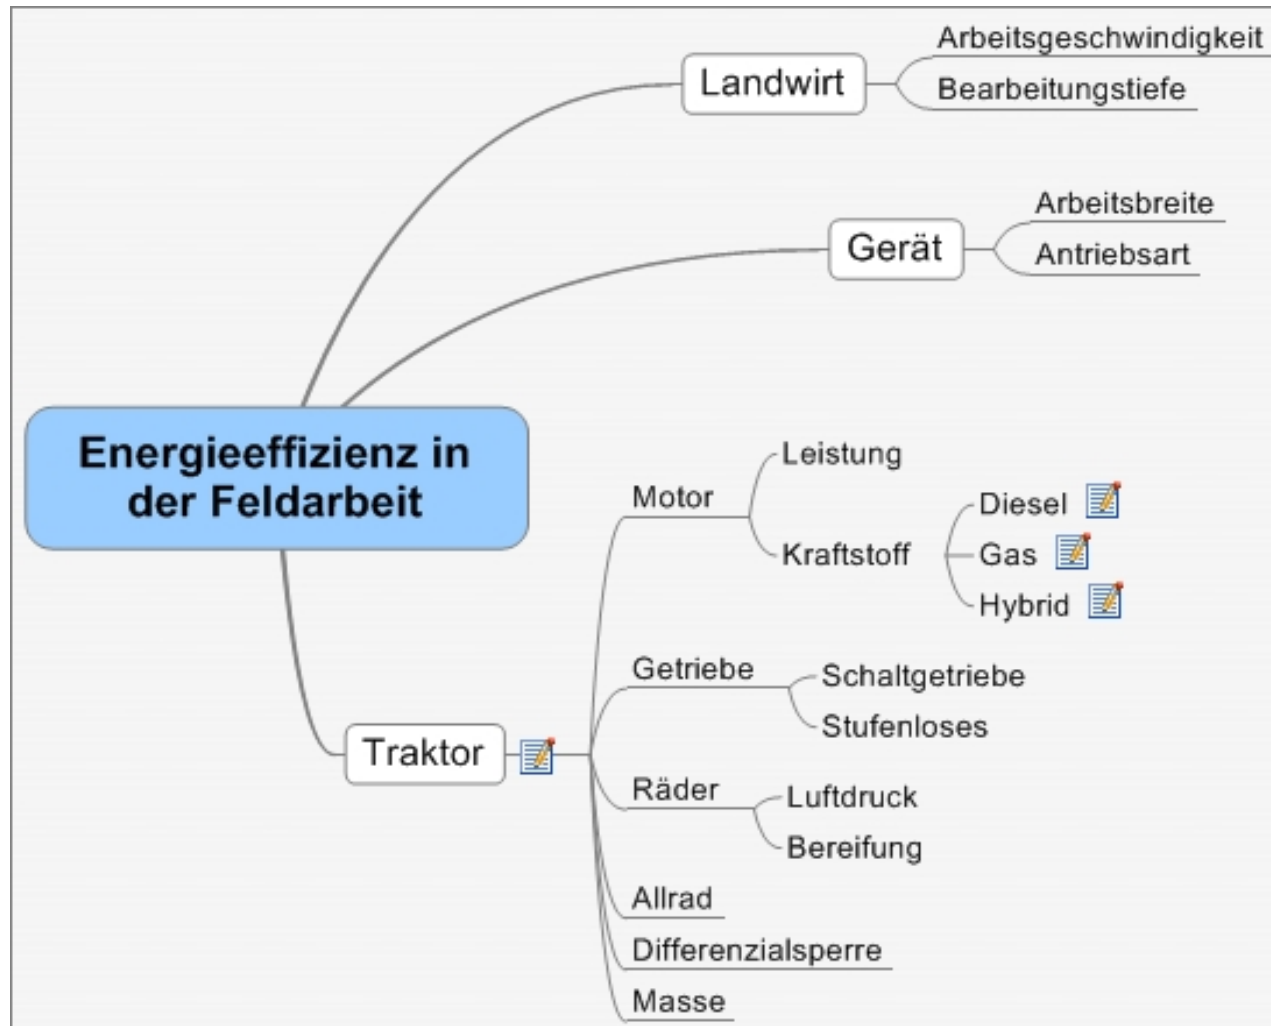 Arbeitsgeschwindigkeit
Landwirt
Bearbeitungstiefe
Arbeitsbreite
Gerät
Antriebsart
Energieeffizienz in
der Feldarbeit
Leistung
Motor
Diesel
Kraftstoff
Gas
Hybrid
Getriebe
Schaltgetriebe
Stufenloses
Traktor
Räder
Luftdruck
Bereifung
Allrad
Differenzialsperre
Masse